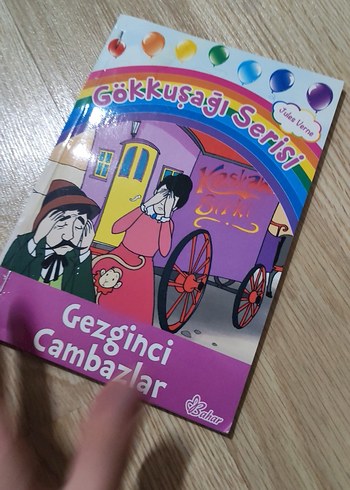 Gökkuşağı Serisi
Jules Verne
Gezginci
Cambazlar
Bahar